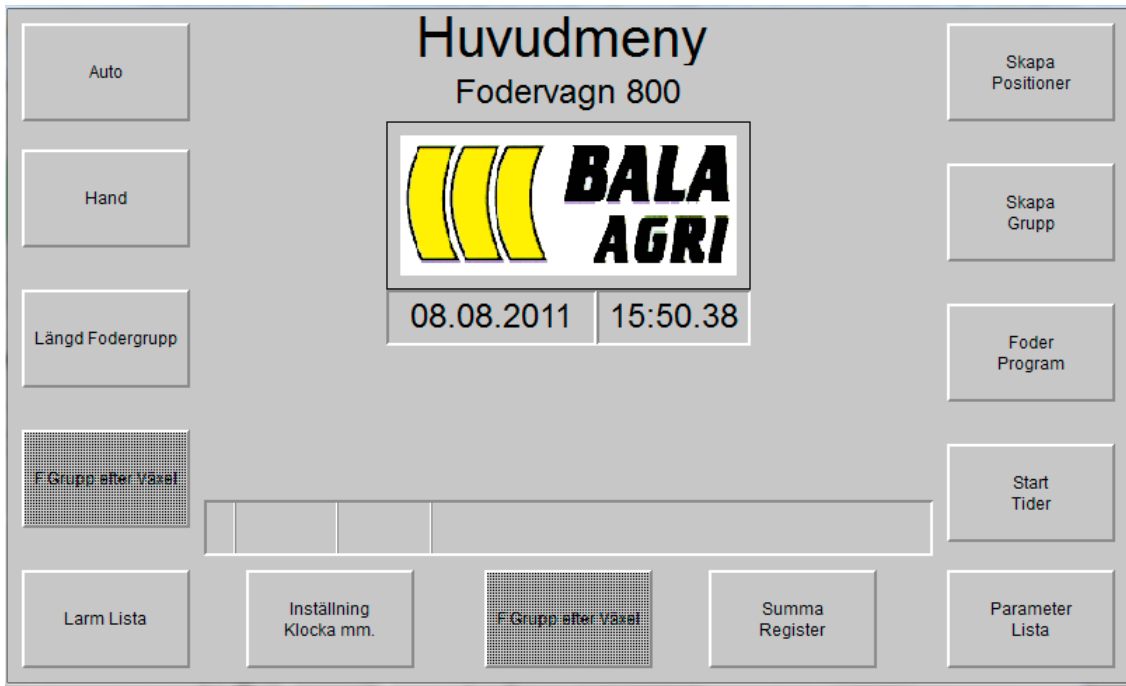 Huvudmeny
Fodervagn 800
BALA
AGRI
08.08.2011 15:50.38
Auto
Hand
Längd Fodergrupp
F Grupp efter Växel
Larm Lista
Inställning
Klocka mm.
F Grupp efter Växel
Summa
Register
Skapa
Positioner
Skapa
Grupp
Foder
Program
Start
Tider
Parameter
Lista